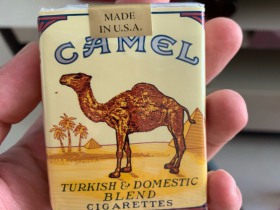 MADE
IN U.S.A.
CAMEL
TURKISH & DOMESTIC
BLEND
CIGARETTES